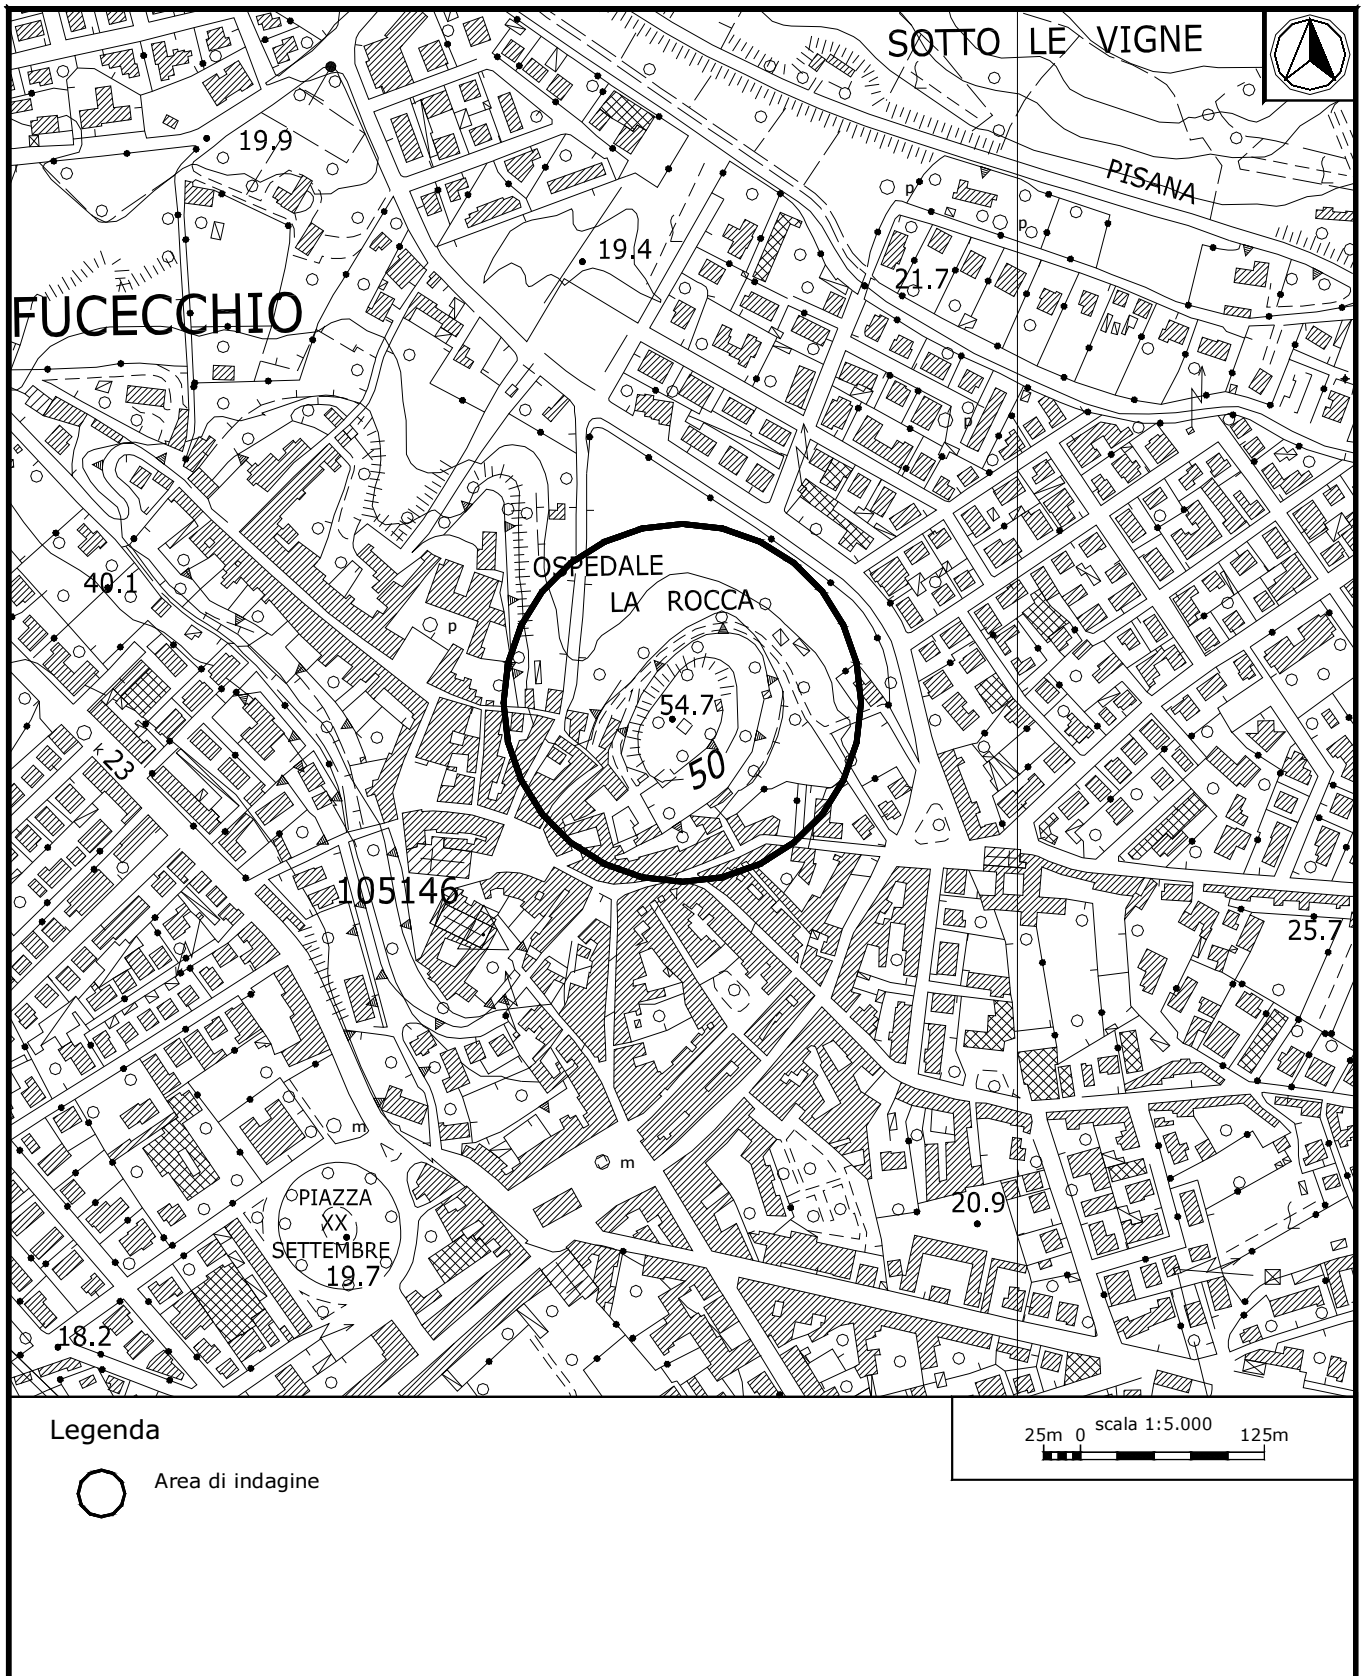 SOTTO LE VIGNE
19.9
PISANA
p
p
19.4
21.7
FUCECCHIO
p
OSPEDALE
40.1
LA ROCCA
p
54.7
K 23
50
105146
25.7
m
m
PIAZZA
XX
SETTEMBRE
20.9
19.7
18.2
Legenda
scala 1:5.000
25m 0 125m
Area di indagine